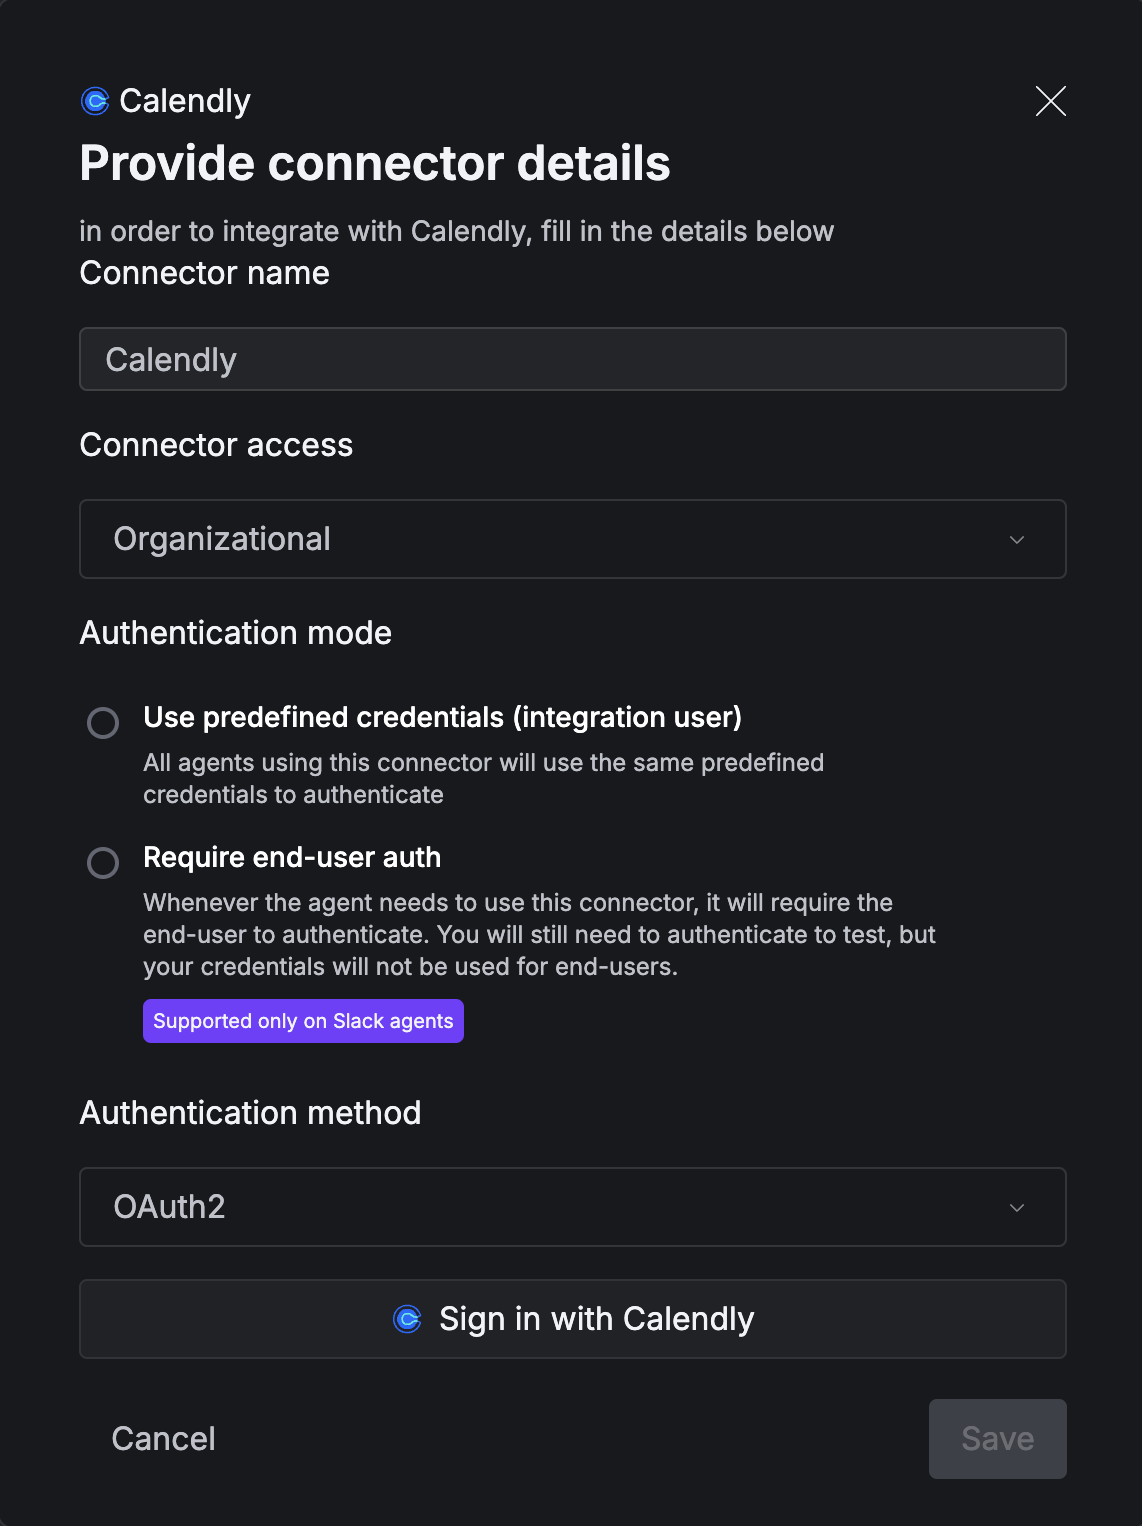 Calendly
Provide connector details
in order to integrate with Calendly, fill in the details below
Connector name
Calendly
Connector access
Organizational
Authentication mode
Use predefined credentials (integration user)
All agents using this connector will use the same predefined
credentials to authenticate
Require end-user auth
Whenever the agent needs to use this connector, it will require the
end-user to authenticate. You will still need to authenticate to test, but
your credentials will not be used for end-users.
Supported only on Slack agents
Authentication method
OAuth2
Sign in with Calendly
Cancel
Save